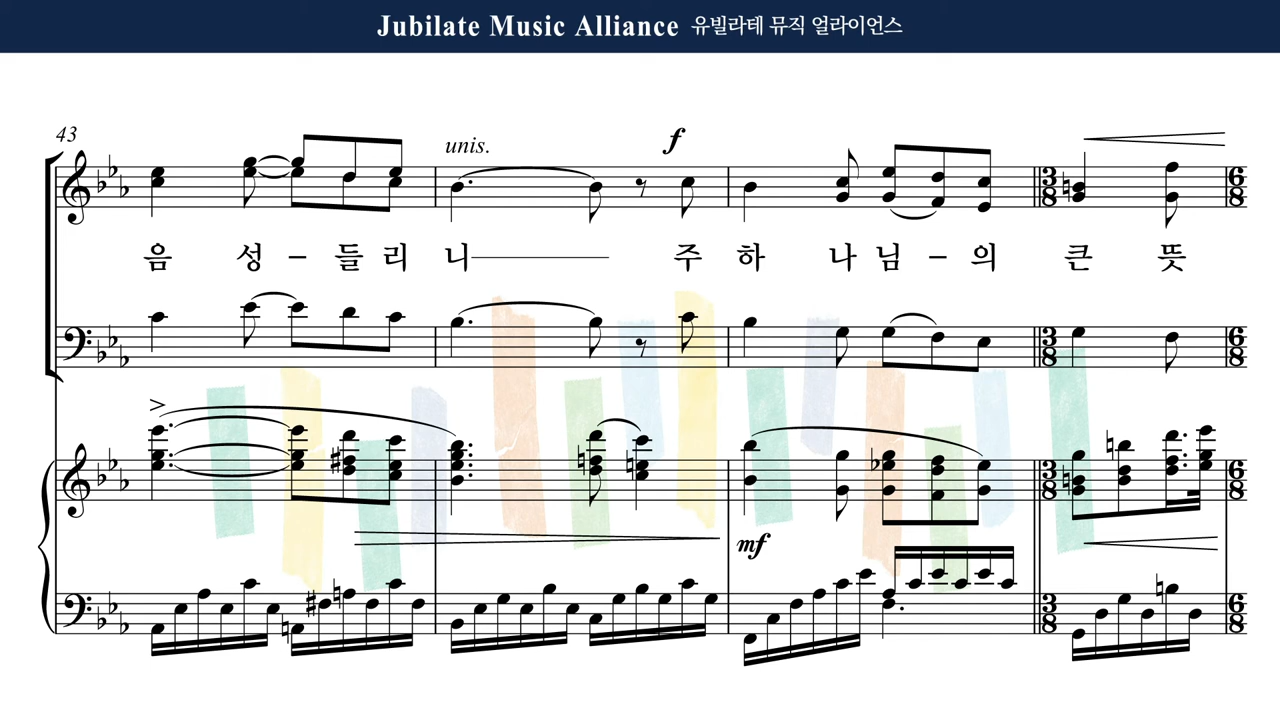 Jubilate Music Alliance 유빌라테 뮤직 얼라이언스
43
unis.
f
음 성 – 들 리 니 주 하 나 님 – 의 큰 뜻
mf